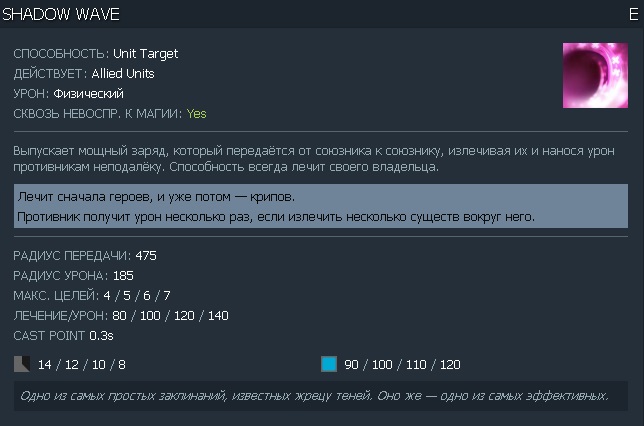 SHADOW WAVE E
СПОСОБНОСТЬ: Unit Target
ДЕЙСТВУЕТ: Allied Units
УРОН: Физический
СКВОЗЬ НЕВОСПР. К МАГИИ: Yes
Выпускает мощный заряд, который передаётся от союзника к союзнику, излечивая их и нанося урон
противникам неподалёку. Способность всегда лечит своего владельца.
Лечит сначала героев, и уже потом — крипов.
Противник получит урон несколько раз, если излечить несколько существ вокруг него.
РАДИУС ПЕРЕДАЧИ: 475
РАДИУС УРОНА: 185
МАКС. ЦЕЛЕЙ: 4 / 5 / 6 / 7
ЛЕЧЕНИЕ/УРОН: 80 / 100 / 120 / 140
CAST POINT 0.3s
14 / 12 / 10 / 8 90 / 100 / 110 / 120
Одно из самых простых заклинаний, известных жрецу теней. Оно же — одно из самых эффективных.